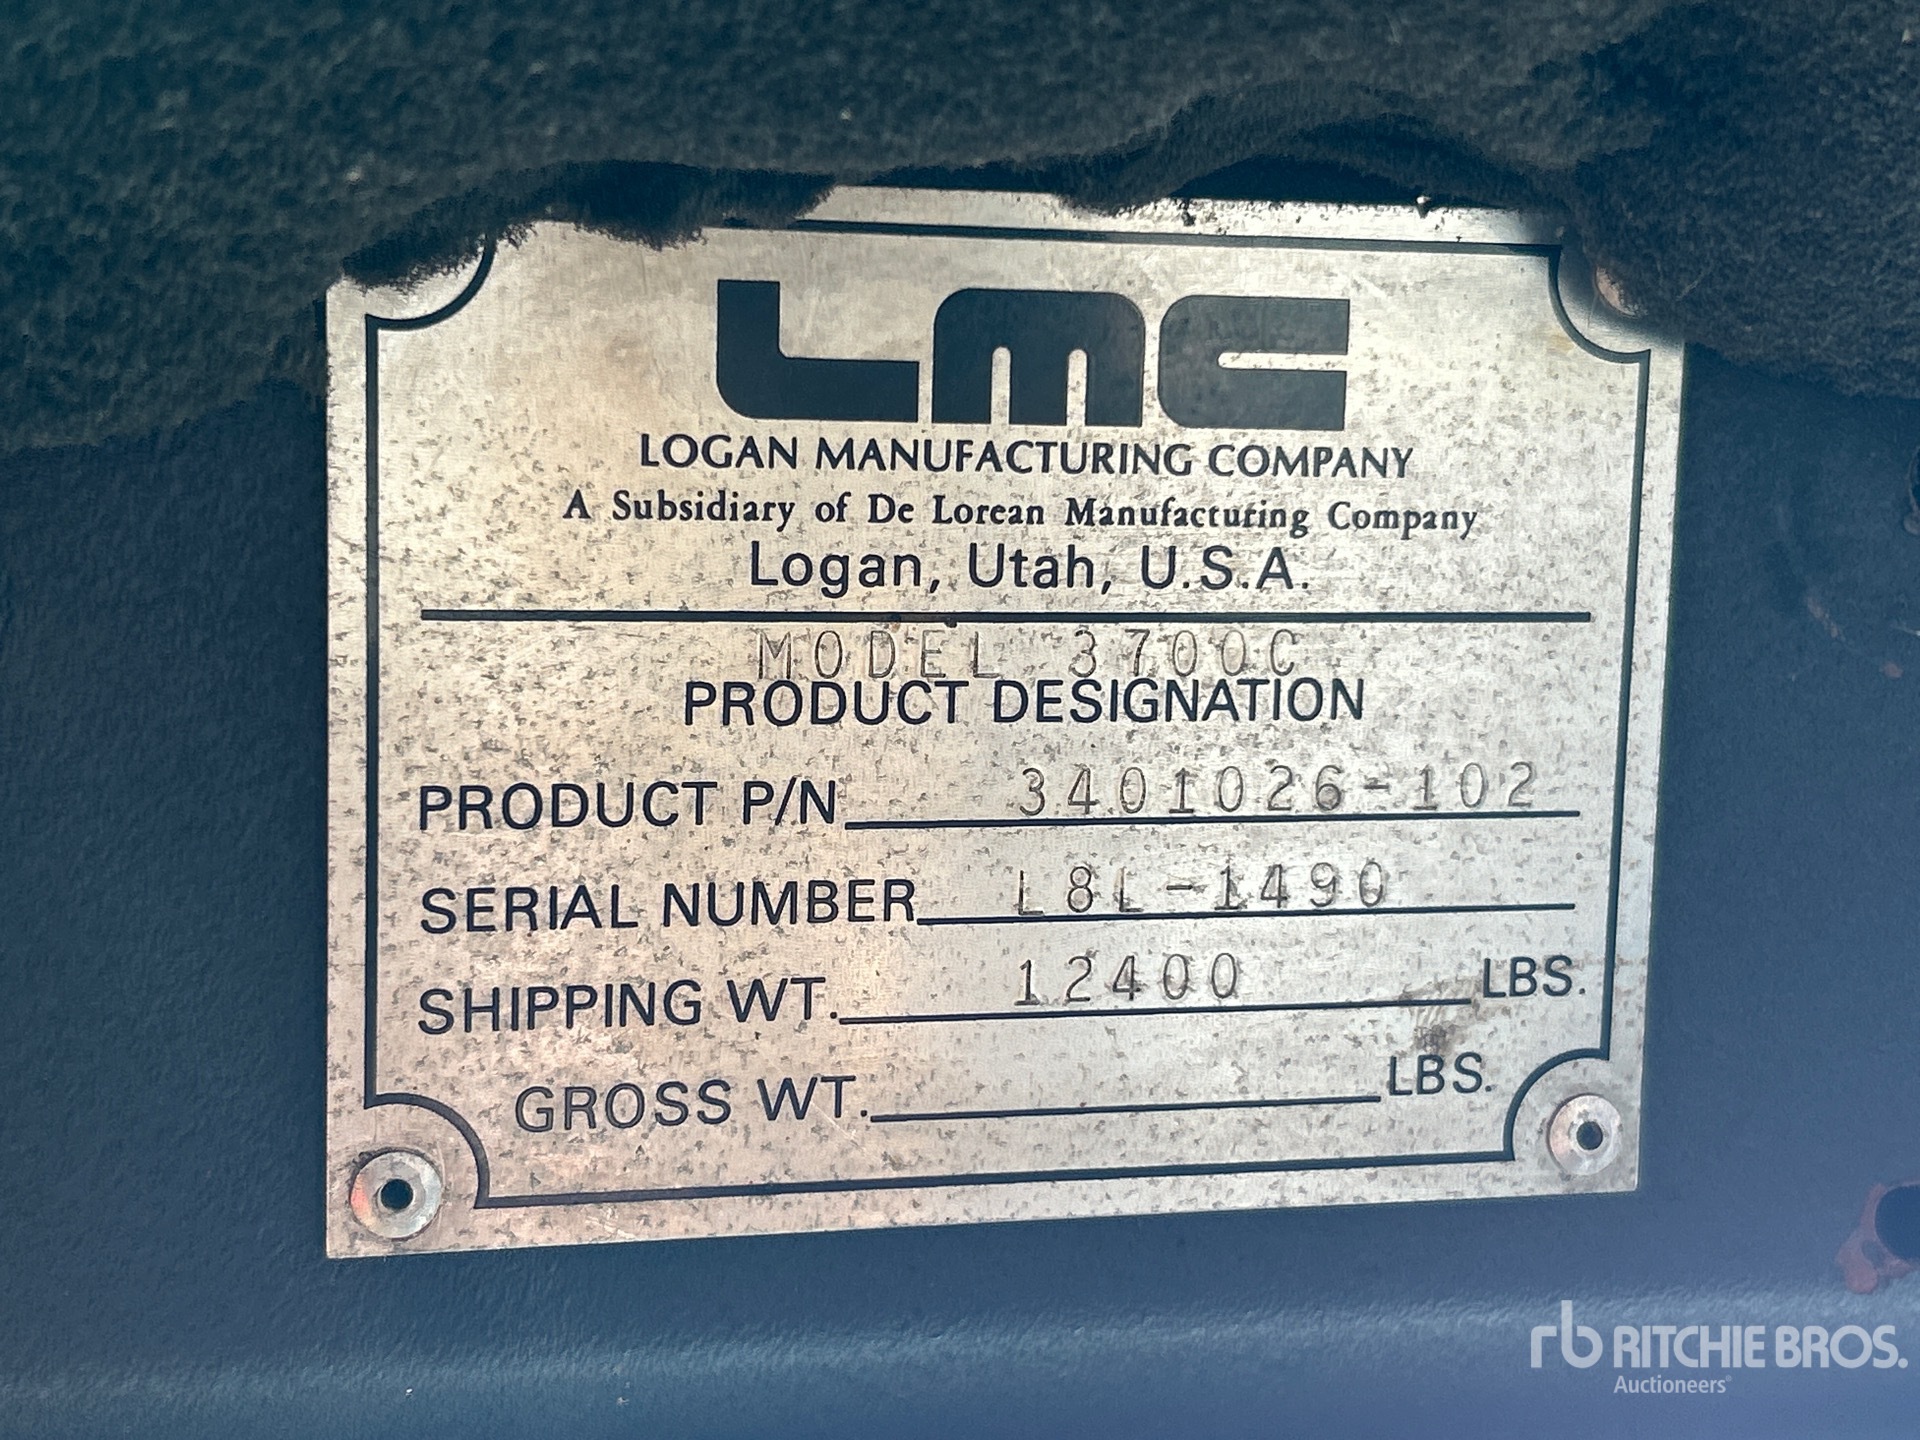 LMC
LOGAN MANUFACTURING COMPANY
A Subsidiary of De Lorean Manufacturing Company
Logan, Utah, U.S.A.
MODEL 3700C
PRODUCT DESIGNATION
PRODUCT P/N 3401026-102
SERIAL NUMBER L8L-1490
SHIPPING WT. 12400 LBS.
GROSS WT. LBS.
rb RITCHIE BROS.
Auctioneers